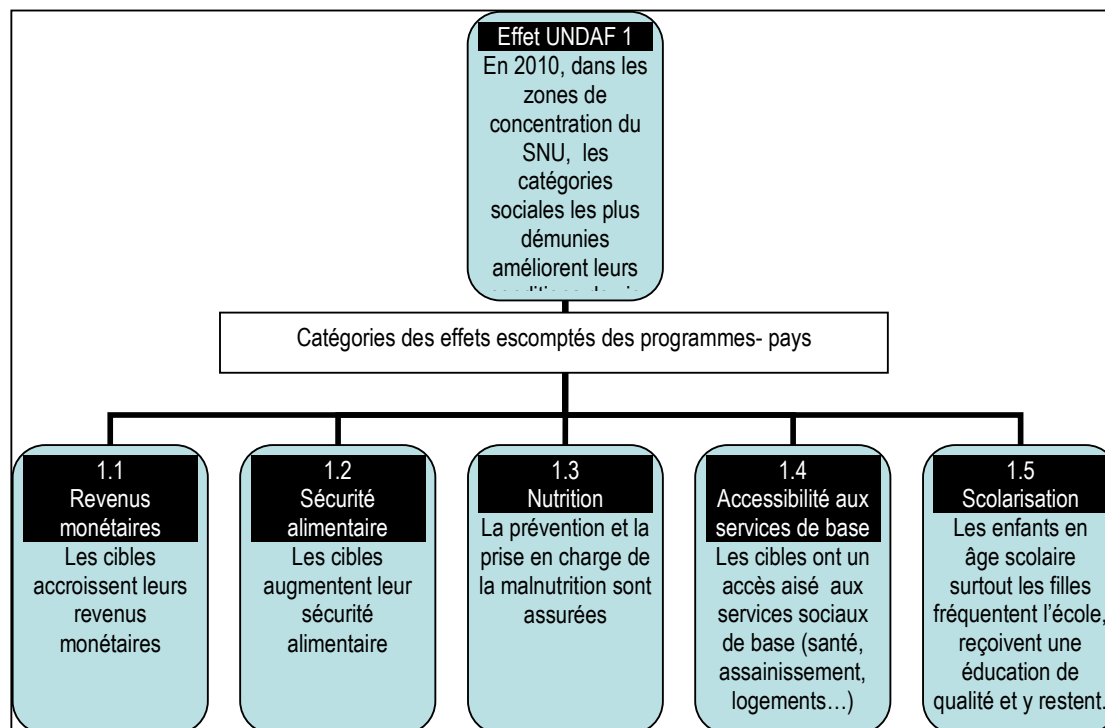 Effet UNDAF 1
En 2010, dans les
zones de
concentration du
SNU, les
catégories
sociales les plus
démunies
améliorent leurs
Catégories des effets escomptés des programmes- pays
1.1
Revenus
monétaires
Les cibles
accroissent leurs
revenus
monétaires
1.2
Sécurité
alimentaire
Les cibles
augmentent leur
sécurité
alimentaire
1.3
Nutrition
La prévention et la
prise en charge de
la malnutrition sont
assurées
1.4
Accessibilité aux
services de base
Les cibles ont un
accès aisé aux
services sociaux
de base (santé,
assainissement,
logements…)
1.5
Scolarisation
Les enfants en
âge scolaire
surtout les filles
fréquentent l’école,
reçoivent une
éducation de
qualité et y restent.